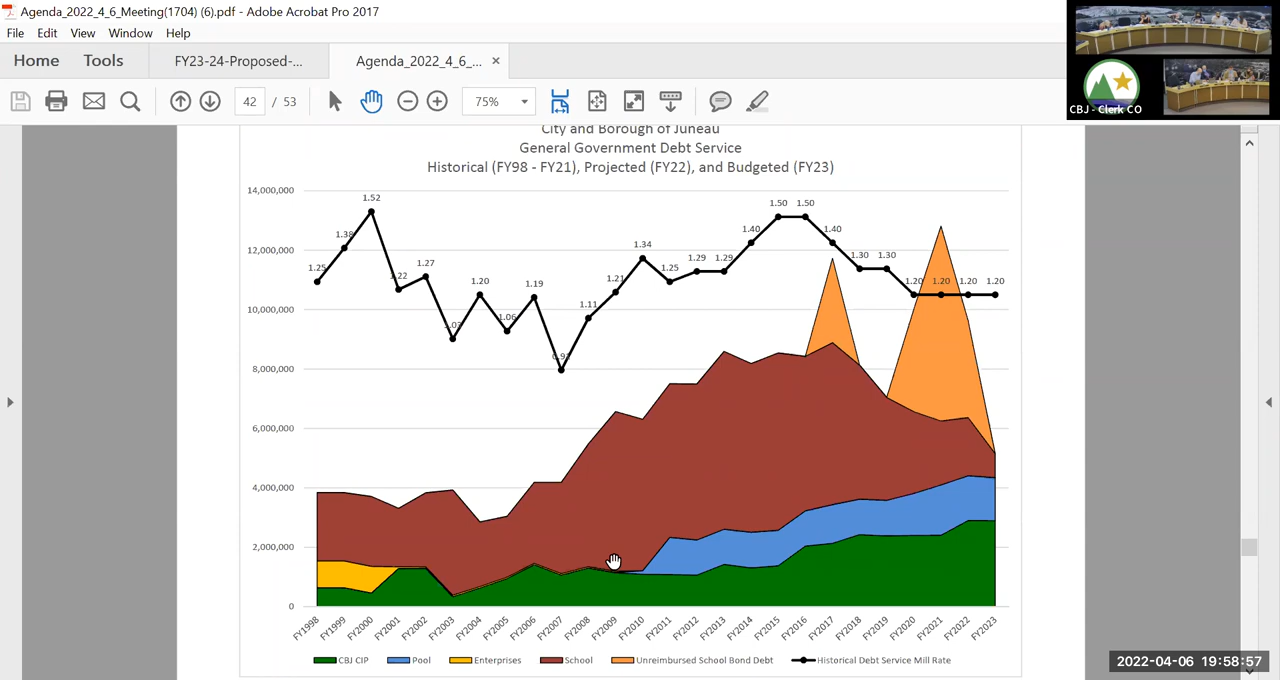 Agenda_2022_4_6_Meeting(1704) (6).pdf - Adobe Acrobat Pro 2017
File Edit View Window Help
Home Tools FY23-24-Proposed-... Agenda_2022_4_6_... ×
42 / 53 75%
CBJ - Clerk CO
City and Borough of Juneau
General Government Debt Service
Historical (FY98 - FY21), Projected (FY22), and Budgeted (FY23)
14,000,000
12,000,000
10,000,000
8,000,000
6,000,000
4,000,000
2,000,000
0
1.25 1.38 1.52 1.22 1.27 1.07 1.20 1.06 1.19 1.11 1.21 1.34 1.25 1.29 1.29 1.40 1.50 1.50 1.40 1.30 1.30 1.20 1.20 1.20 1.20
FY1998 FY1999 FY2000 FY2001 FY2002 FY2003 FY2004 FY2005 FY2006 FY2007 FY2008 FY2009 FY2010 FY2011 FY2012 FY2013 FY2014 FY2015 FY2016 FY2017 FY2018 FY2019 FY2020 FY2021 FY2022 FY2023
CBJ CIP Pool Enterprises School Unreimbursed School Bond Debt Historical Debt Service Mill Rate
2022-04-06 19:58:57